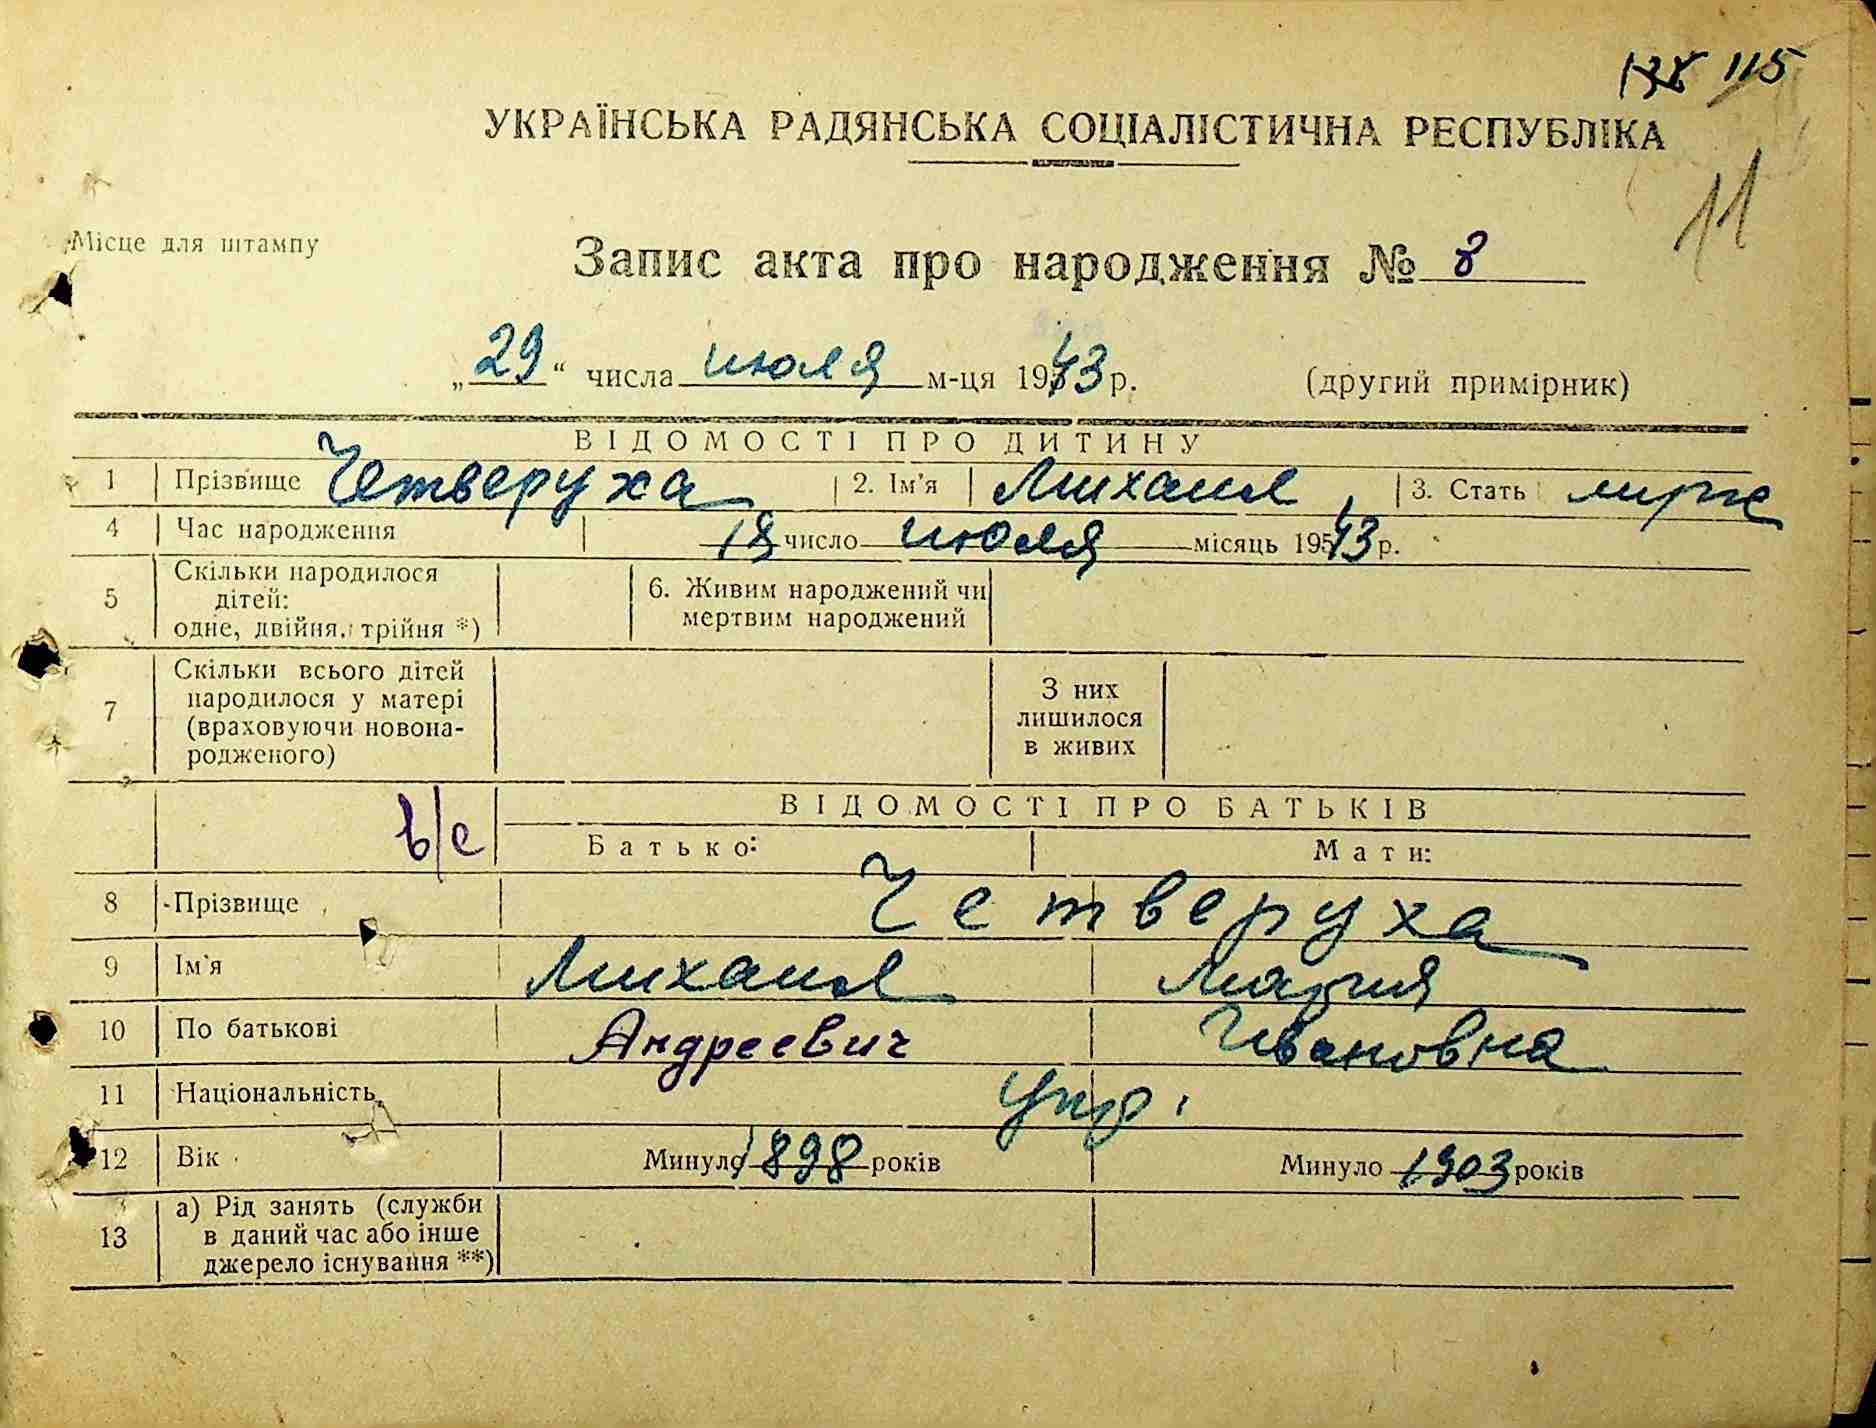 115
УКРАЇНСЬКА РАДЯНСЬКА СОЦІАЛІСТИЧНА РЕСПУБЛІКА
11
Місце для штампу
Запис акта про народження № 8
„29“ числа июля м-ця 1943 р. (другий примірник)
ВІДОМОСТІ ПРО ДИТИНУ
1 Прізвище Четверуха 2. Ім'я Михаил 3. Стать муж
4 Час народження 18 число июля місяць 1943 р.
5 Скільки народилося дітей: одне, двійня, трійня *) 6. Живим народжений чи мертвим народжений
7 Скільки всього дітей народилося у матері (враховуючи новона-родженого) З них лишилося в живих
в/с
ВІДОМОСТІ ПРО БАТЬКІВ
Батько: Мати:
8 Прізвище Четверуха
9 Ім'я Михаил Мария
10 По батькові Андреевич Ивановна
11 Національність укр.
12 Вік Минуло 1898 років Минуло 1903 років
13 а) Рід занять (служби в даний час або інше джерело існування **)